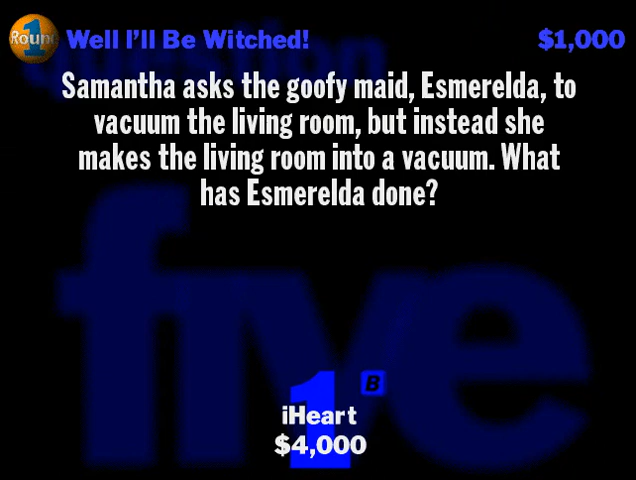 Round 1 Well I'll Be Witched! $1,000
question
Samantha asks the goofy maid, Esmerelda, to
vacuum the living room, but instead she
makes the living room into a vacuum. What
has Esmerelda done?
five
1 B
iHeart
$4,000